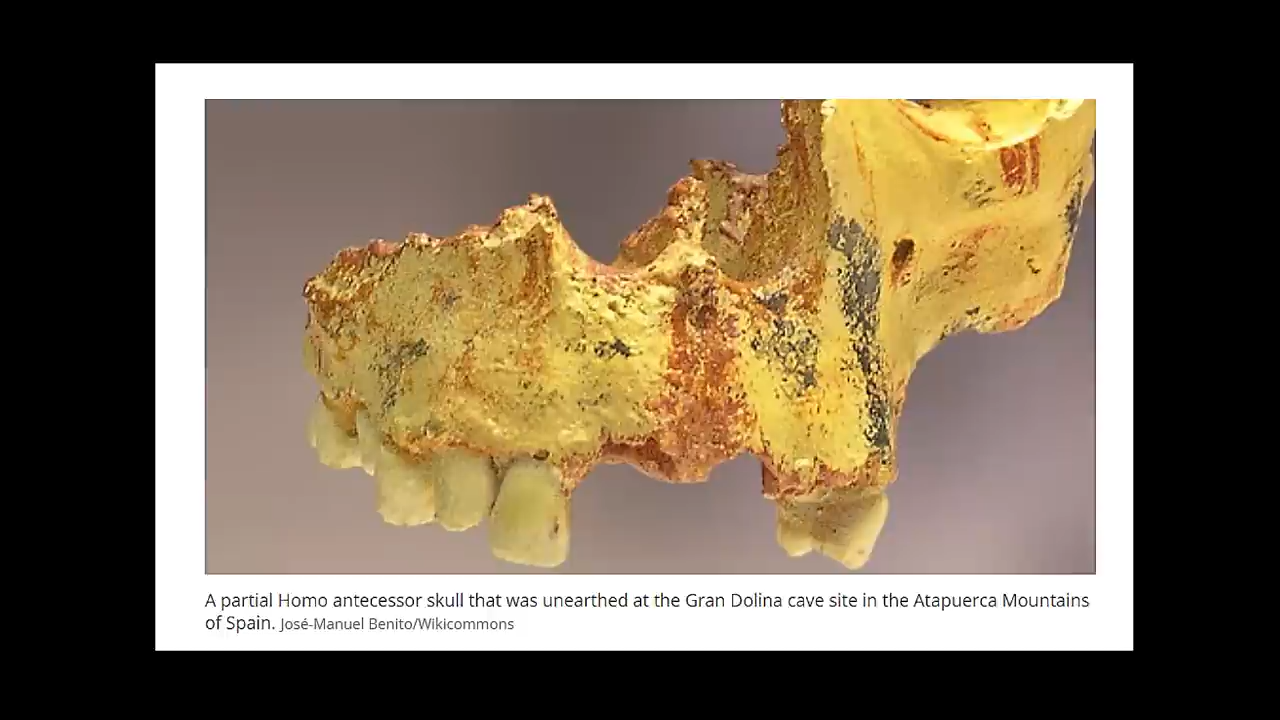 A partial Homo antecessor skull that was unearthed at the Gran Dolina cave site in the Atapuerca Mountains
of Spain. José-Manuel Benito/Wikicommons